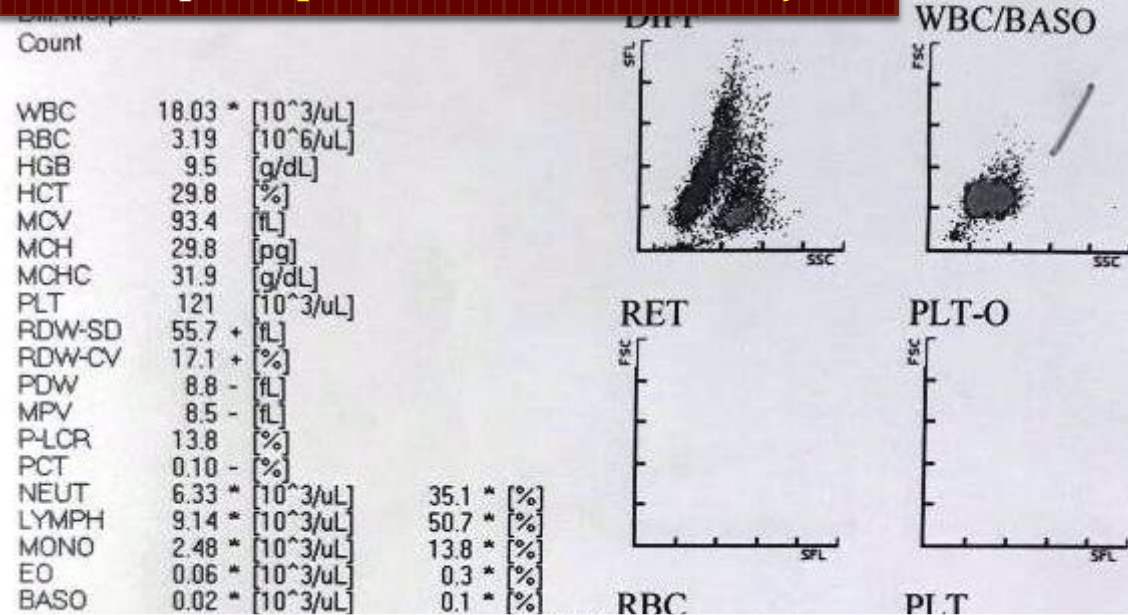 Count
WBC 18.03 * [10^3/uL]
RBC 3.19 [10^6/uL]
HGB 9.5 [g/dL]
HCT 29.8 [%]
MCV 93.4 [fL]
MCH 29.8 [pg]
MCHC 31.9 [g/dL]
PLT 121 [10^3/uL]
RDW-SD 55.7 + [fL]
RDW-CV 17.1 + [%]
PDW 8.8 - [fL]
MPV 8.5 - [fL]
P-LCR 13.8 [%]
PCT 0.10 - [%]
NEUT 6.33 * [10^3/uL] 35.1 * [%]
LYMPH 9.14 * [10^3/uL] 50.7 * [%]
MONO 2.48 * [10^3/uL] 13.8 * [%]
EO 0.06 * [10^3/uL] 0.3 * [%]
BASO 0.02 * [10^3/uL] 0.1 * [%]
DIFF
SFL
SSC
WBC/BASO
FSC
SSC
RET
FSC
SFL
PLT-O
FSC
SFL
RBC
PLT